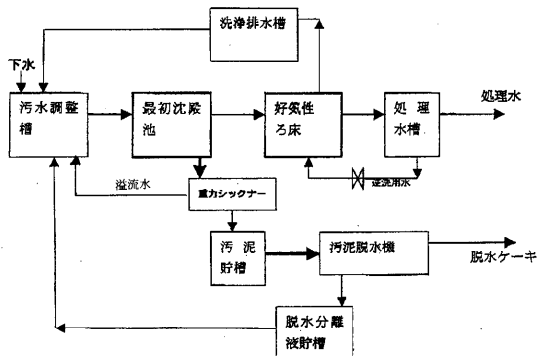 洗浄排水槽
下水
汚水調整
槽
最初沈殿
池
好気性
ろ床
処理
水槽
処理水
溢流水
重力シックナー
逆洗用水
汚泥
貯槽
汚泥脱水機
脱水ケーキ
脱水分離
液貯槽